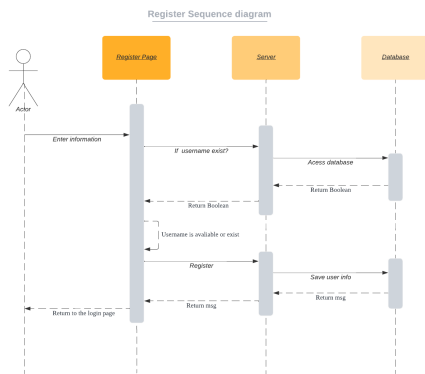 Register Sequence diagram
Register Page
Server
Database
Actor
Enter information
If username exist?
Acess database
Return Boolean
Return Boolean
Username is avaliable or exist
Register
Save user info
Return msg
Return msg
Return to the login page